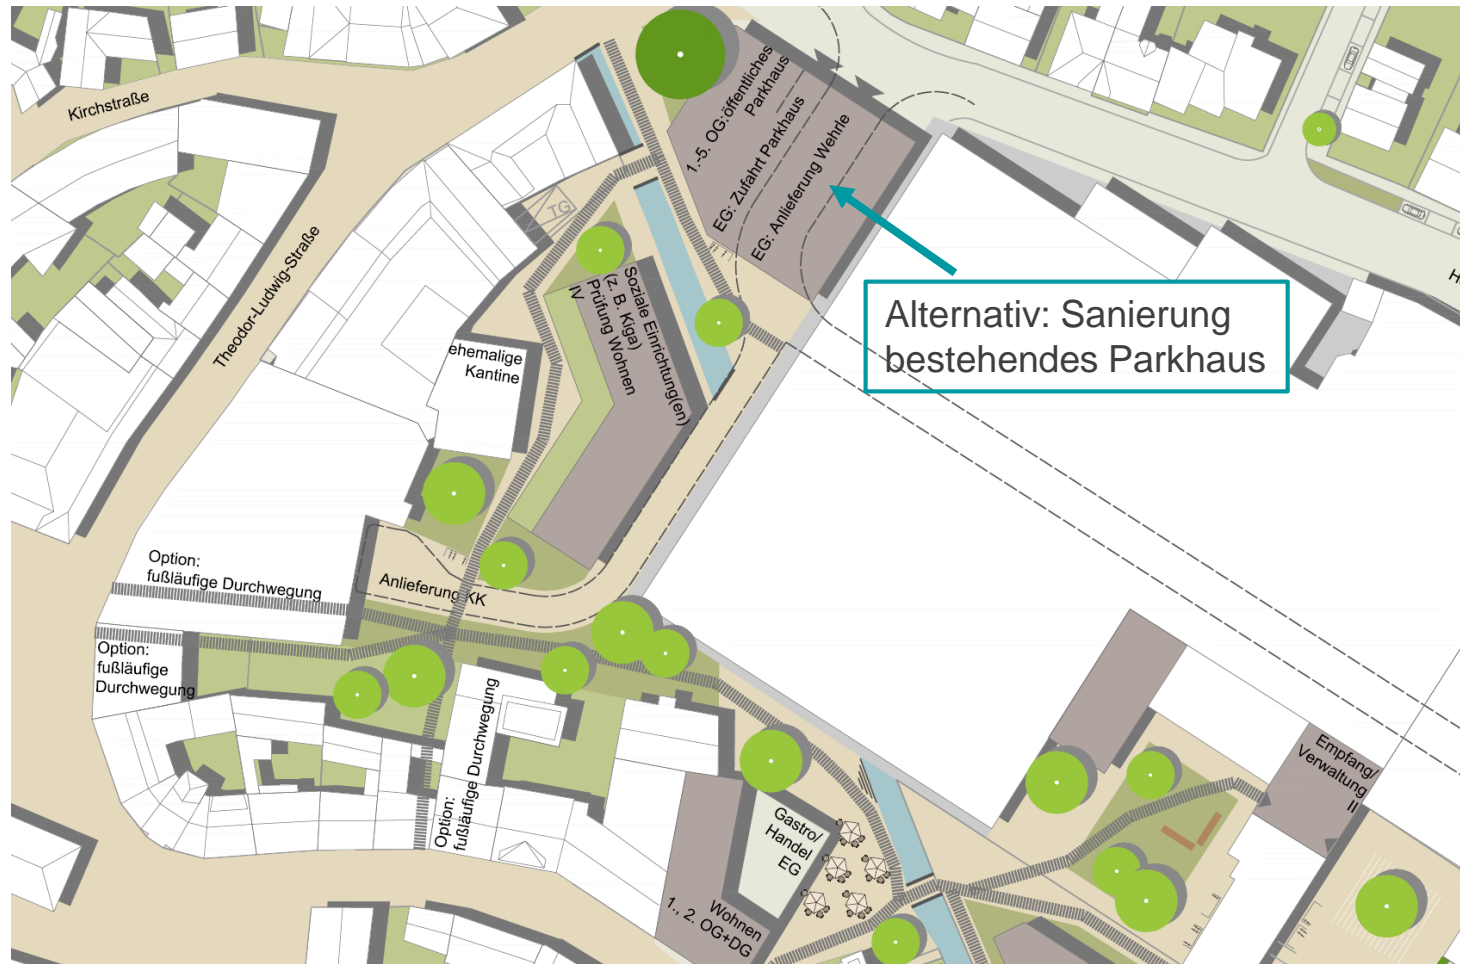 Kirchstraße
1.-5. OG:öffentliches
Parkhaus
EG: Zufahrt Parkhaus
EG: Anlieferung Wehrle
TG
Theodor-Ludwig-Straße
Soziale Einrichtung(en)
(z. B. Kiga)
Prüfung Wohnen
IV
Alternativ: Sanierung
bestehendes Parkhaus
ehemalige
Kantine
Option:
fußläufige Durchwegung
Anlieferung KK
Option:
fußläufige
Durchwegung
Option:
fußläufige Durchwegung
Gastro/
Handel
EG
Wohnen
1., 2. OG+DG
Empfang/
Verwaltung
II